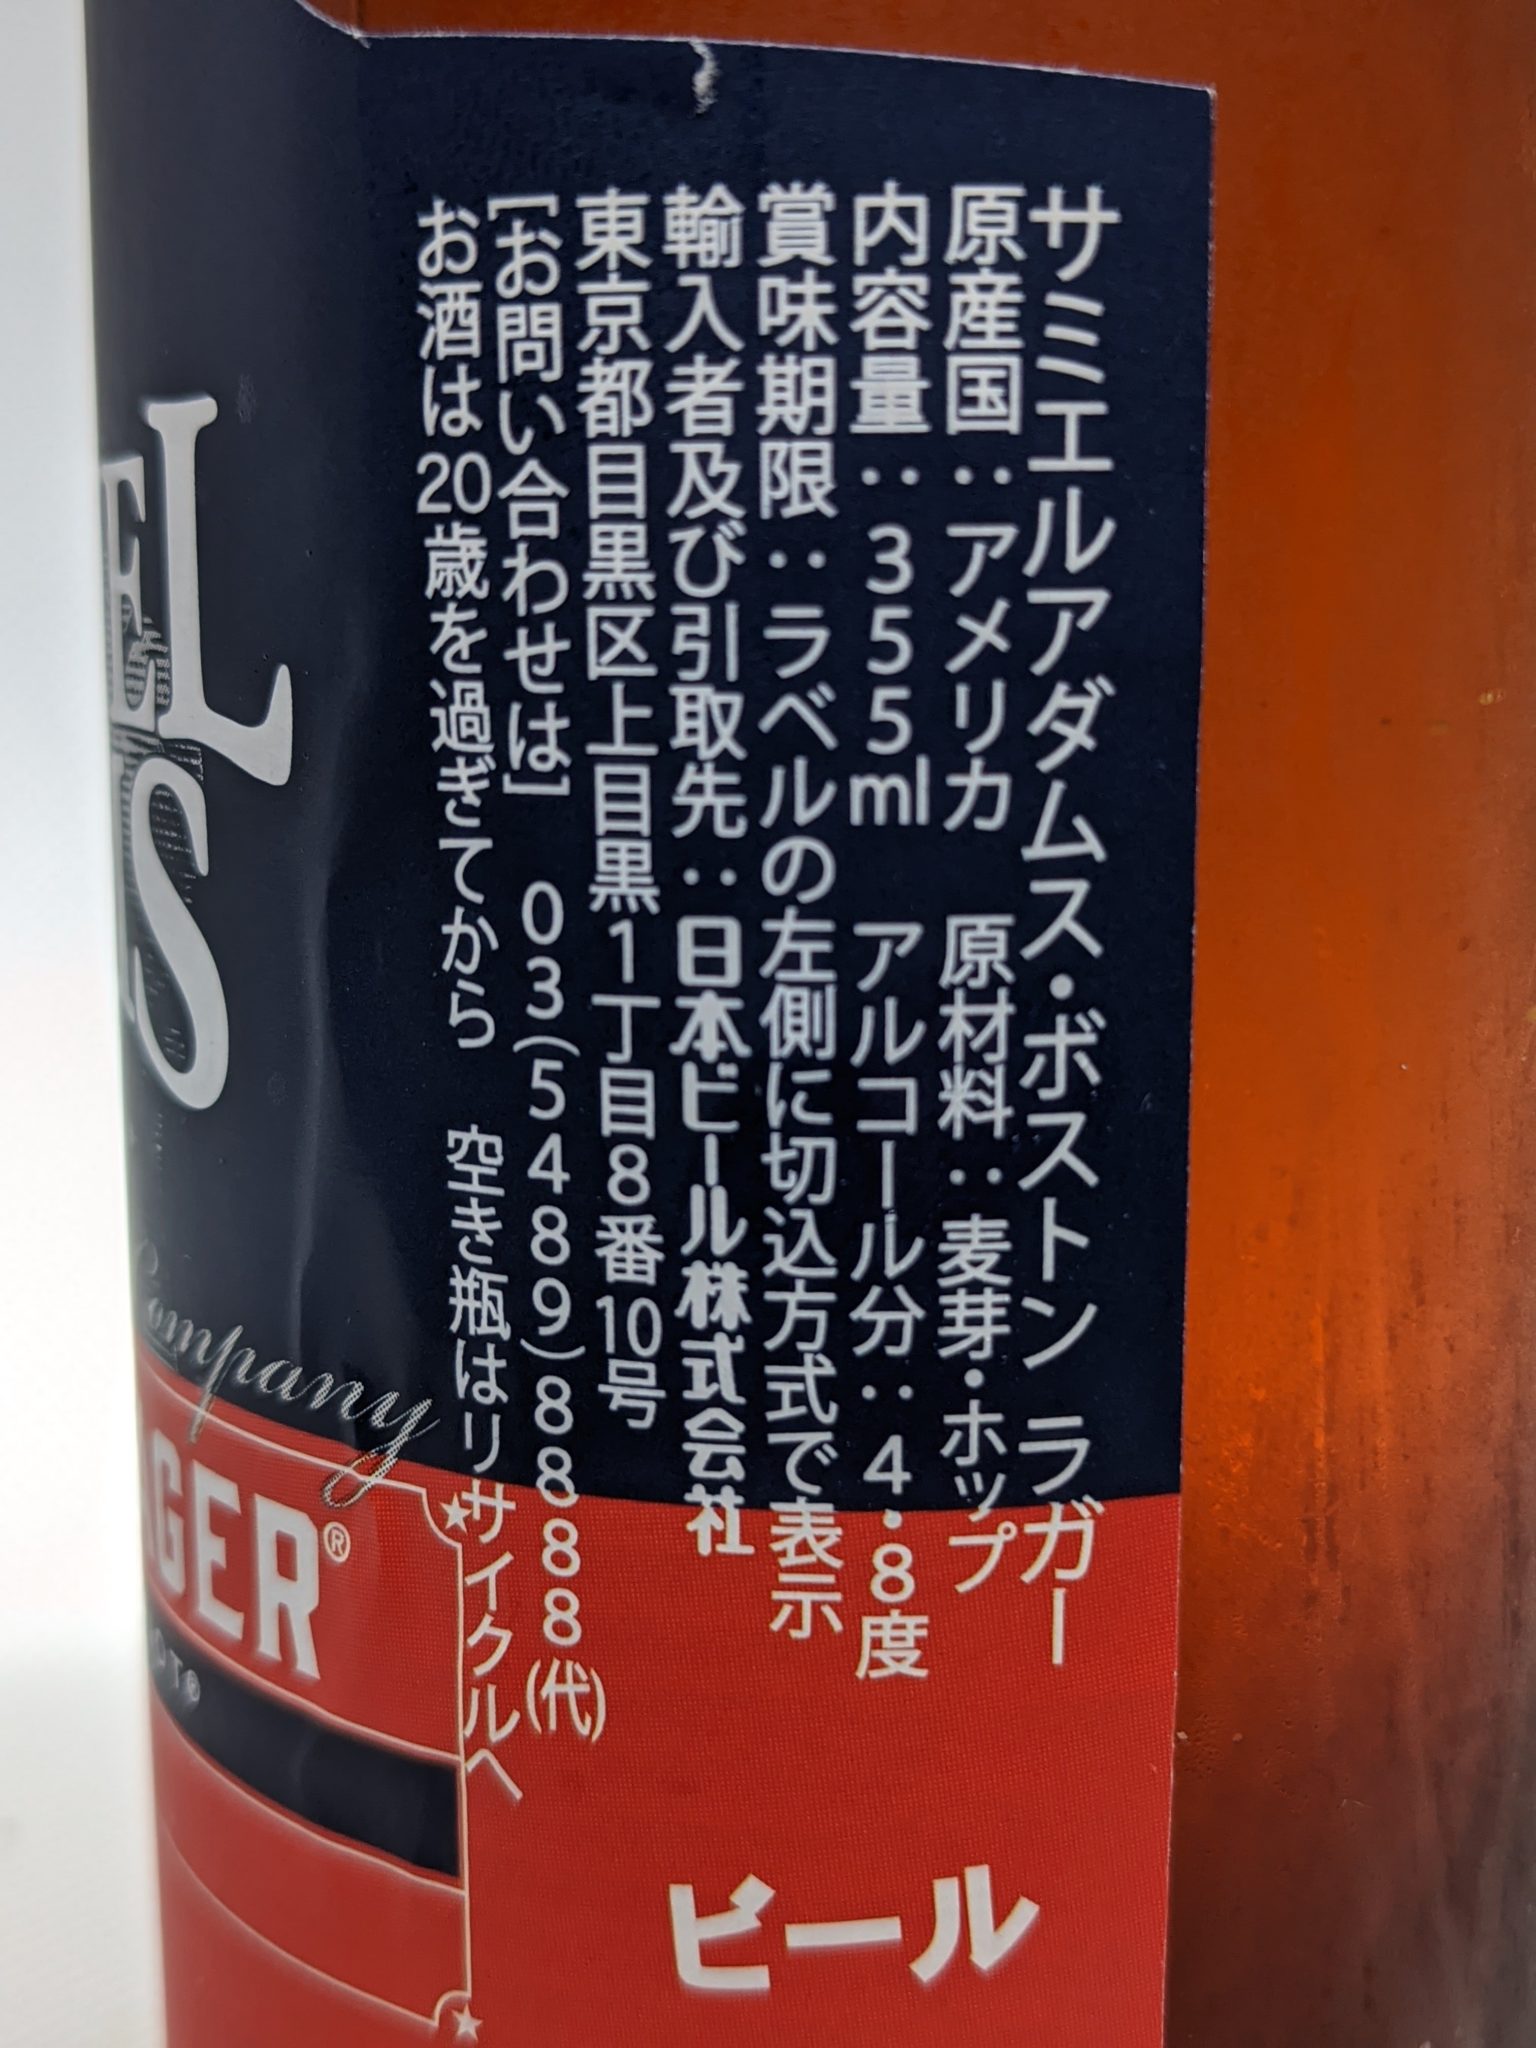 サミエルアダムス・ボストン ラガー
原産国：アメリカ 原材料：麦芽・ホップ
内容量：355ml アルコール分：4.8度
賞味期限：ラベルの左側に切込方式で表示
輸入者及び引取先：日本ビール株式会社
東京都目黒区上目黒1丁目8番10号
[お問い合わせは] 03(5489)8888(代)
お酒は20歳を過ぎてから 空き瓶はリサイクルへ
ビール
EL
S
Company
AGER®